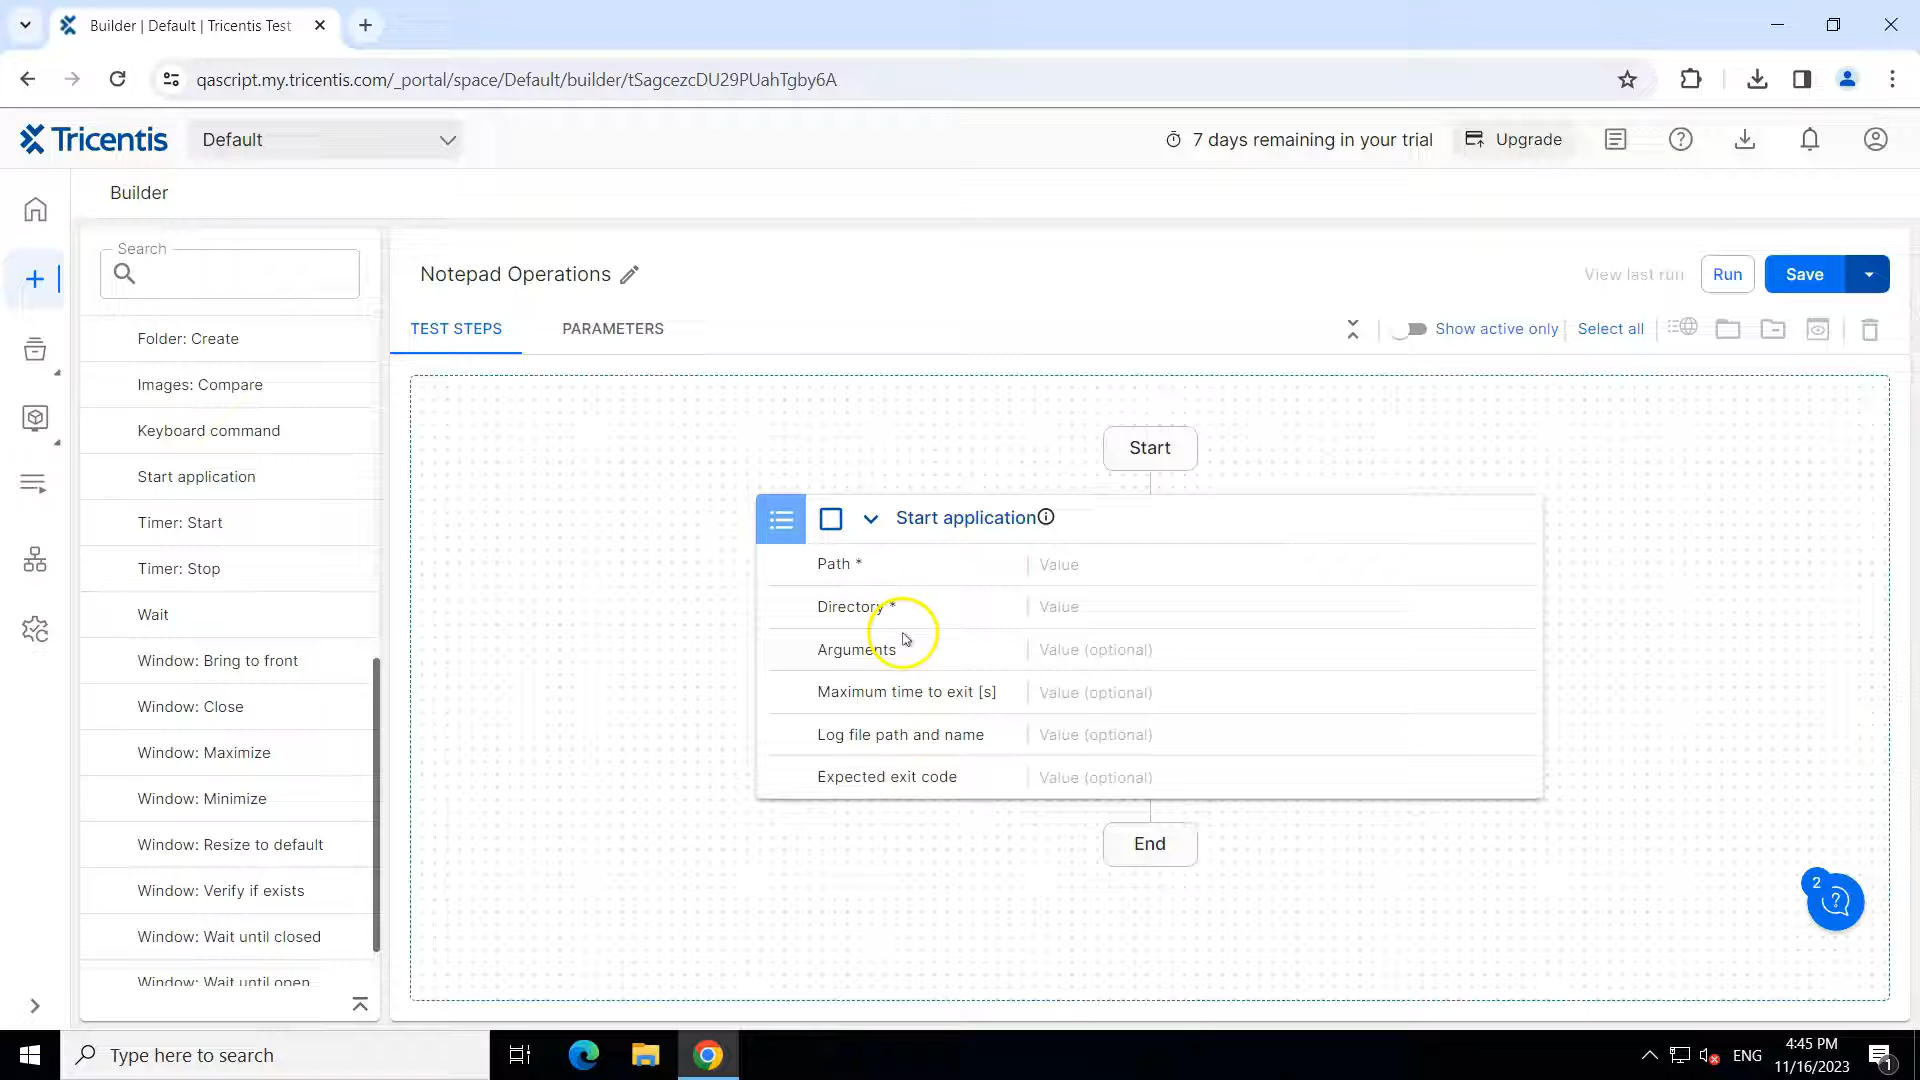 Builder | Default | Tricentis Test
qascript.my.tricentis.com/_portal/space/Default/builder/tSagcezcDU29PUahTgby6A
Tricentis
Default
7 days remaining in your trial
Upgrade
Builder
Search
Folder: Create
Images: Compare
Keyboard command
Start application
Timer: Start
Timer: Stop
Wait
Window: Bring to front
Window: Close
Window: Maximize
Window: Minimize
Window: Resize to default
Window: Verify if exists
Window: Wait until closed
Window: Wait until open
Notepad Operations
View last run
Run
Save
TEST STEPS
PARAMETERS
Show active only
Select all
Start
Start application
Path * Value
Directory * Value
Arguments Value (optional)
Maximum time to exit [s] Value (optional)
Log file path and name Value (optional)
Expected exit code Value (optional)
End
2
Type here to search
ENG
4:45 PM
11/16/2023
1